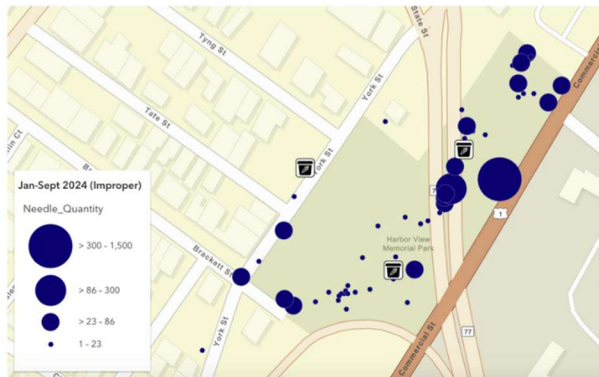 State St
Tyng St
York St
Commercial
Tate St
York St
Jan-Sept 2024 (Improper)
Needle_Quantity
> 300 - 1,500
> 86 - 300
> 23 - 86
1 - 23
Brackett St
Harbor View
Memorial Park
1
York St
Commercial St
77